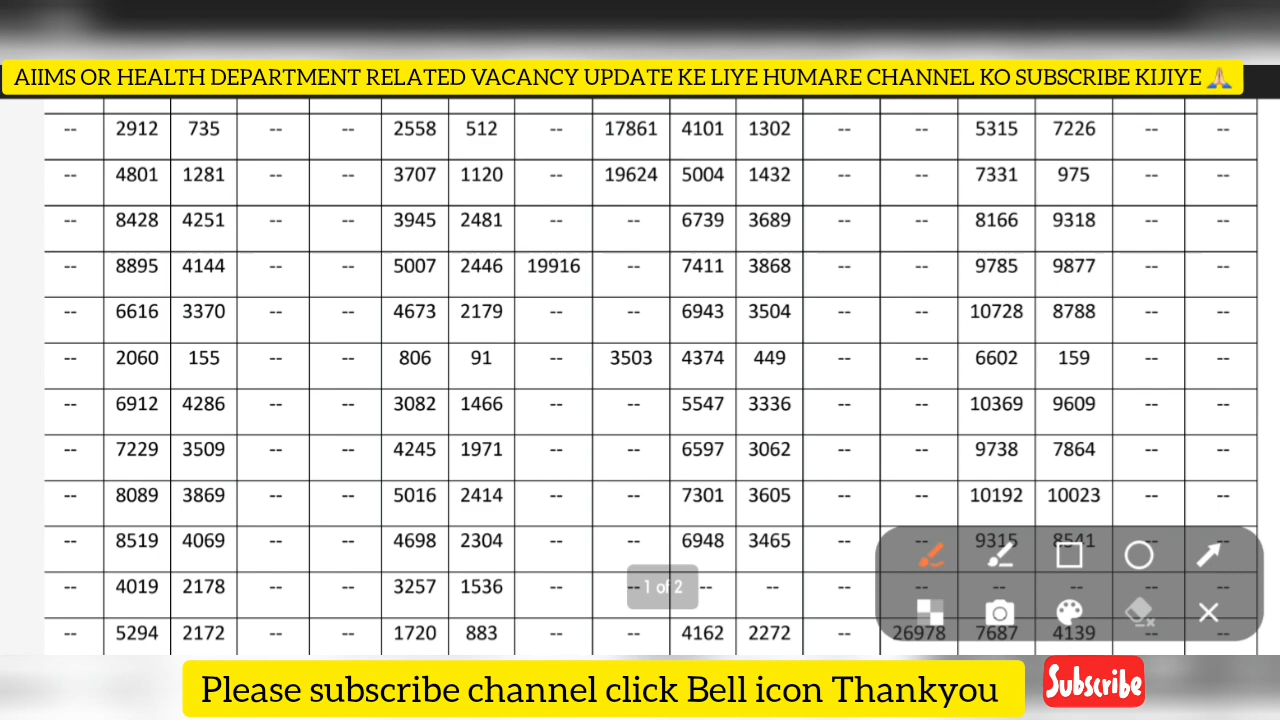 AIIMS OR HEALTH DEPARTMENT RELATED VACANCY UPDATE KE LIYE HUMARE CHANNEL KO SUBSCRIBE KIJIYE 🙏
-- 2912 735 -- -- 2558 512 -- 17861 4101 1302 -- -- 5315 7226 -- --
-- 4801 1281 -- -- 3707 1120 -- 19624 5004 1432 -- -- 7331 975 -- --
-- 8428 4251 -- -- 3945 2481 -- -- 6739 3689 -- -- 8166 9318 -- --
-- 8895 4144 -- -- 5007 2446 19916 -- 7411 3868 -- -- 9785 9877 -- --
-- 6616 3370 -- -- 4673 2179 -- -- 6943 3504 -- -- 10728 8788 -- --
-- 2060 155 -- -- 806 91 -- 3503 4374 449 -- -- 6602 159 -- --
-- 6912 4286 -- -- 3082 1466 -- -- 5547 3336 -- -- 10369 9609 -- --
-- 7229 3509 -- -- 4245 1971 -- -- 6597 3062 -- -- 9738 7864 -- --
-- 8089 3869 -- -- 5016 2414 -- -- 7301 3605 -- -- 10192 10023 -- --
-- 8519 4069 -- -- 4698 2304 -- -- 6948 3465 -- -- 9315 8541 -- --
-- 4019 2178 -- -- 3257 1536 -- -- -- -- -- -- -- -- -- --
1 of 2
-- 5294 2172 -- -- 1720 883 -- -- 4162 2272 -- 26978 7687 4139 -- --
Please subscribe channel click Bell icon Thankyou
Subscribe